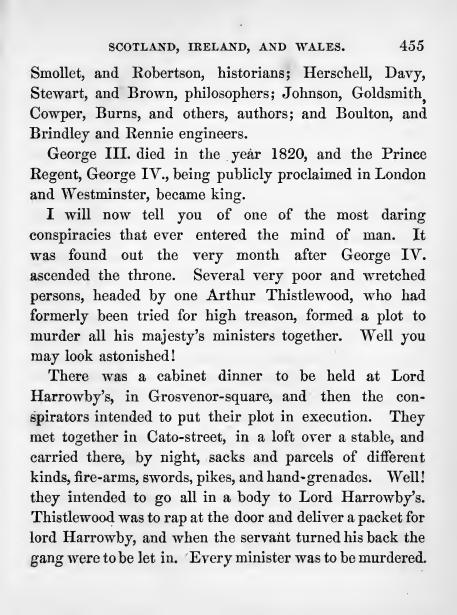 SCOTLAND, IRELAND, AND WALES. 455
Smollet, and Robertson, historians; Herschell, Davy,
Stewart, and Brown, philosophers; Johnson, Goldsmith,
Cowper, Burns, and others, authors; and Boulton, and
Brindley and Rennie engineers.
George III. died in the year 1820, and the Prince
Regent, George IV., being publicly proclaimed in London
and Westminster, became king.
I will now tell you of one of the most daring
conspiracies that ever entered the mind of man. It
was found out the very month after George IV.
ascended the throne. Several very poor and wretched
persons, headed by one Arthur Thistlewood, who had
formerly been tried for high treason, formed a plot to
murder all his majesty's ministers together. Well you
may look astonished!
There was a cabinet dinner to be held at Lord
Harrowby's, in Grosvenor-square, and then the con-
spirators intended to put their plot in execution. They
met together in Cato-street, in a loft over a stable, and
carried there, by night, sacks and parcels of different
kinds, fire-arms, swords, pikes, and hand-grenades. Well!
they intended to go all in a body to Lord Harrowby's.
Thistlewood was to rap at the door and deliver a packet for
lord Harrowby, and when the servant turned his back the
gang were to be let in. Every minister was to be murdered.